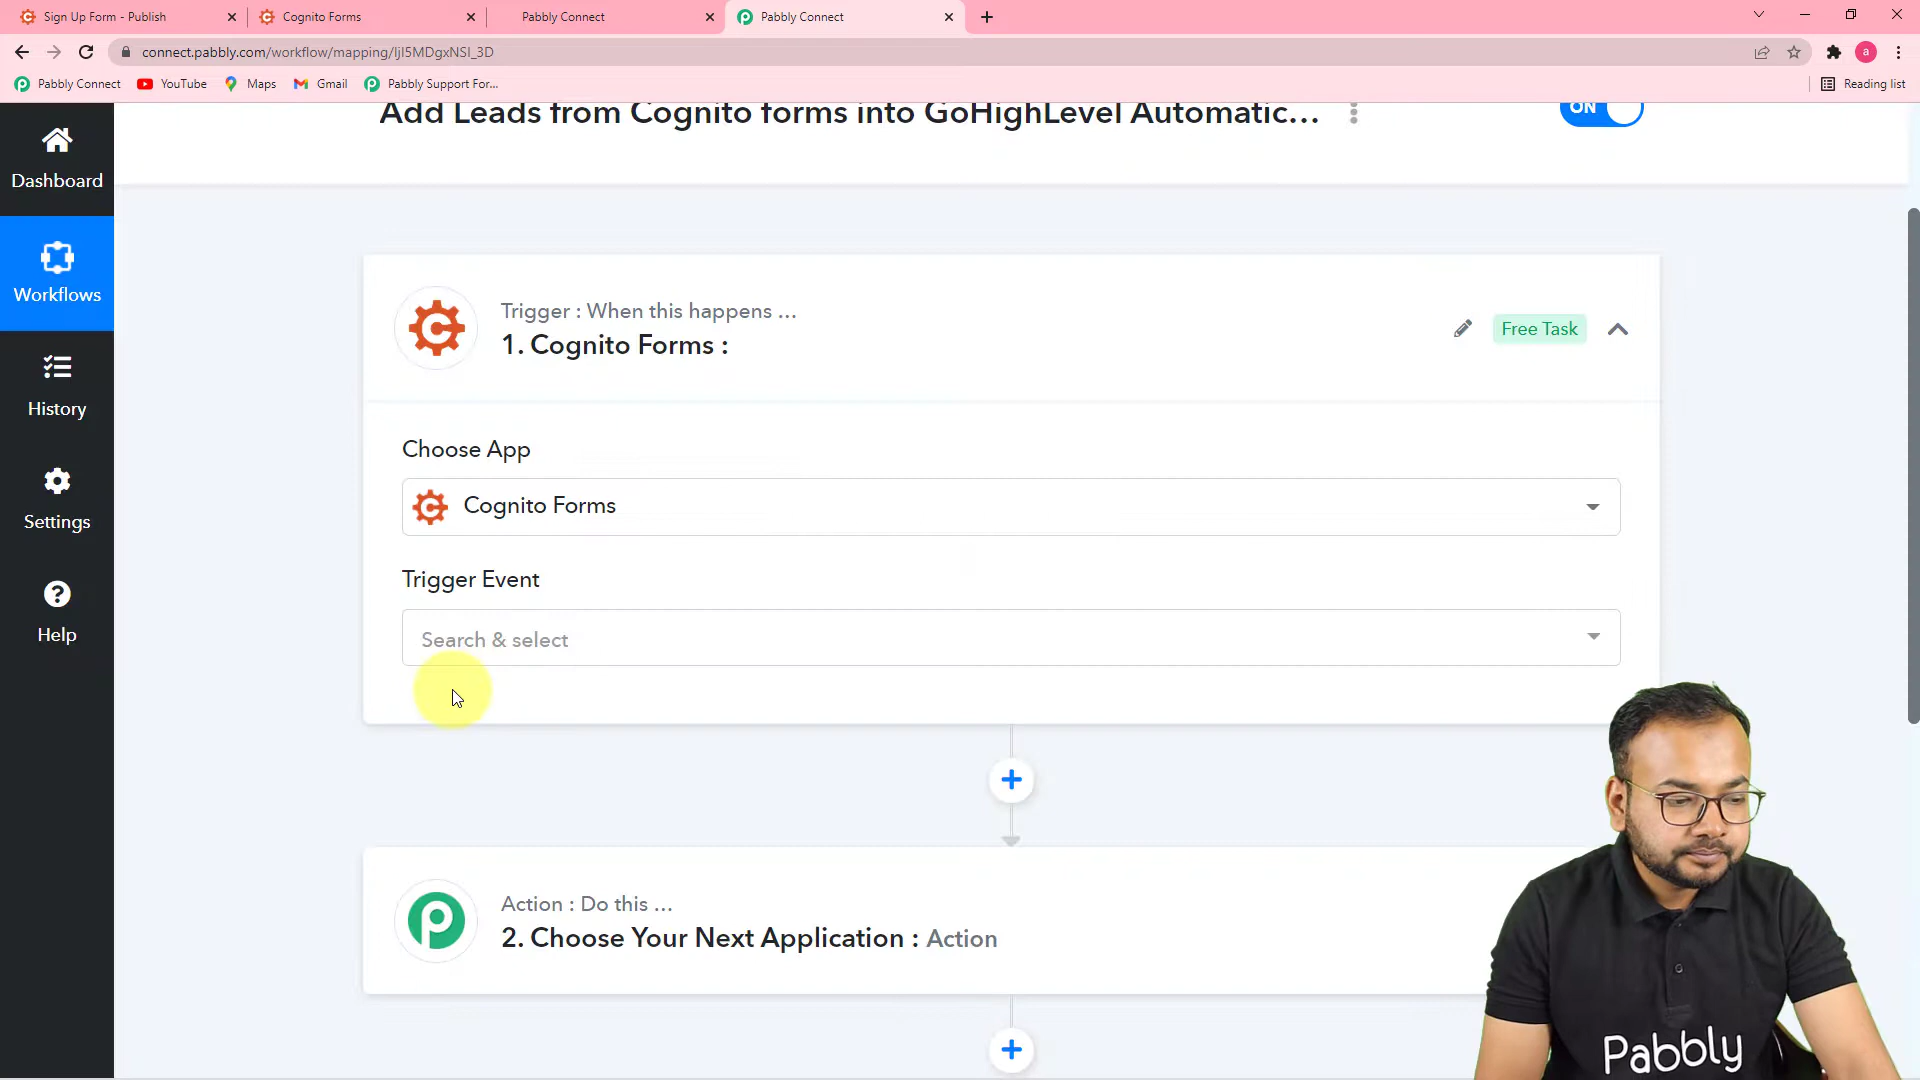 Sign Up Form - Publish
Cognito Forms
Pabbly Connect
Pabbly Connect
connect.pabbly.com/workflow/mapping/IjI5MDgxNSI_3D
Pabbly Connect
YouTube
Maps
Gmail
Pabbly Support For...
a
Reading list
Add Leads from Cognito forms into GoHighLevel Automatic...
ON
Dashboard
Workflows
History
Settings
Help
Trigger : When this happens ...
1. Cognito Forms :
Free Task
Choose App
Cognito Forms
Trigger Event
Search & select
Action : Do this ...
2. Choose Your Next Application : Action
Pabbly